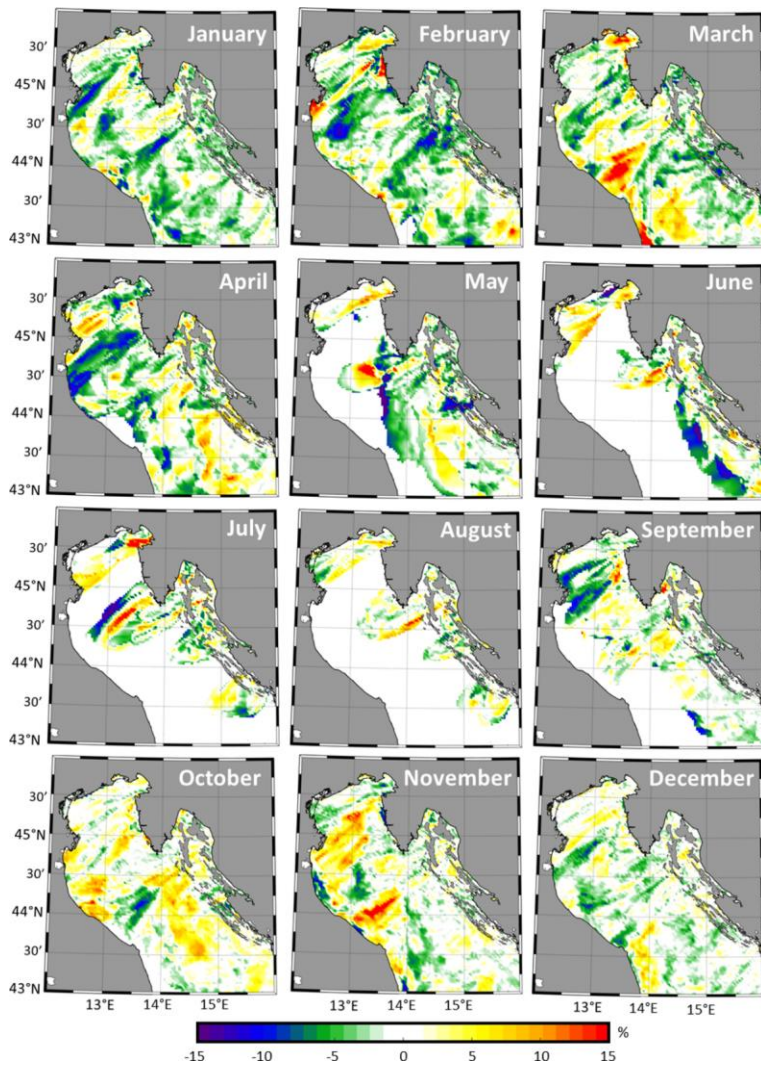 January February March
30'
45°N
30'
44°
30'
43°N
April May June
30'
45°N
30'
44°
30'
43°N
July August September
30'
45°N
30'
44°
30'
43°N
October November December
30'
45°N
30'
44°
30'
43°N
13°E 14°E 15°E 13°E 14°E 15°E 13°E 14°E 15°E
-15 -10 -5 0 5 10 15 %